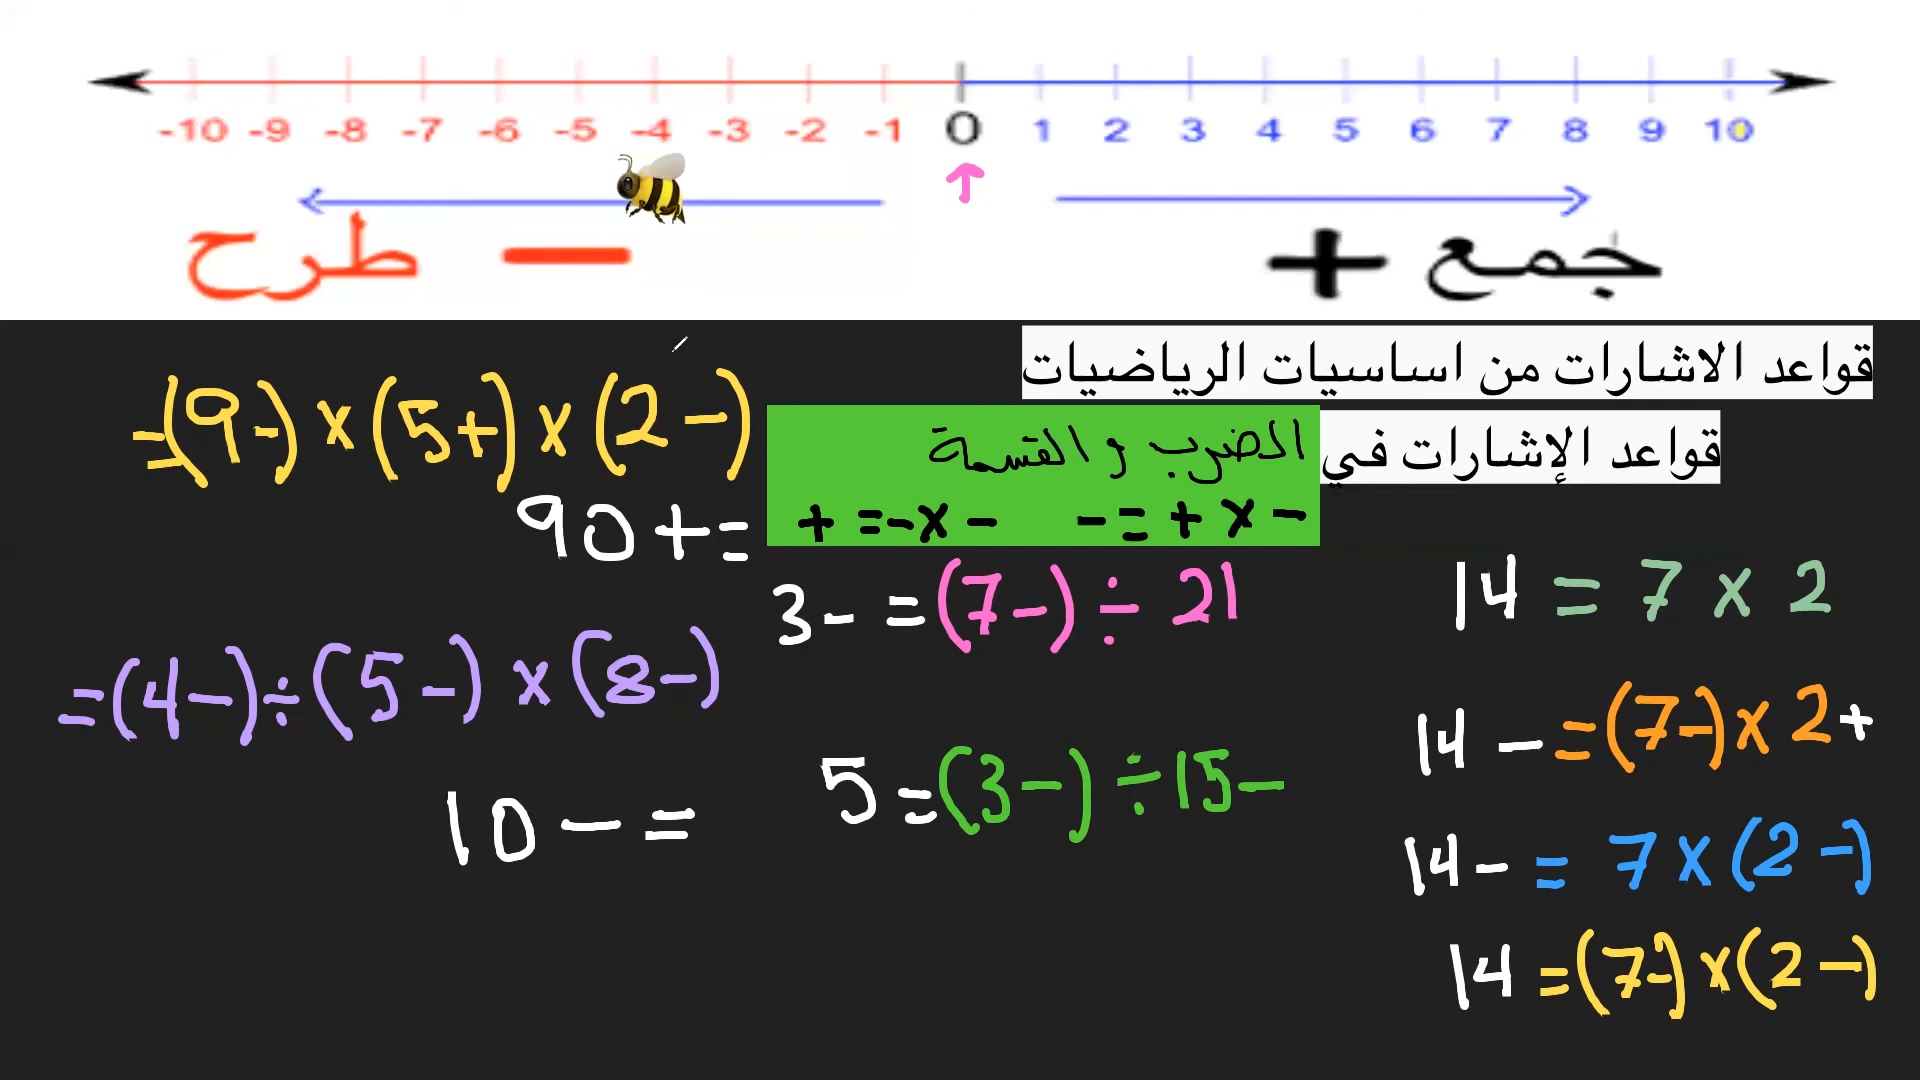 -10 -9 -8 -7 -6 -5 -4 -3 -2 -1 0 1 2 3 4 5 6 7 8 9 10
جمع +
طرح −
قواعد الاشارات من اساسيات الرياضيات
قواعد الإشارات في الضرب والقسمة
− x + = −
− x − = +
14 = 7 x 2
14 − = (7−) x 2 +
14 − = 7 x (2 −)
14 = (7−) x (2 −)
3 − = (7 −) ÷ 21
5 = (3 −) ÷ 15 −
= (9 −) x (5 +) x (2 −)
90 + =
= (4 −) ÷ (5 −) x (8 −)
10 − =